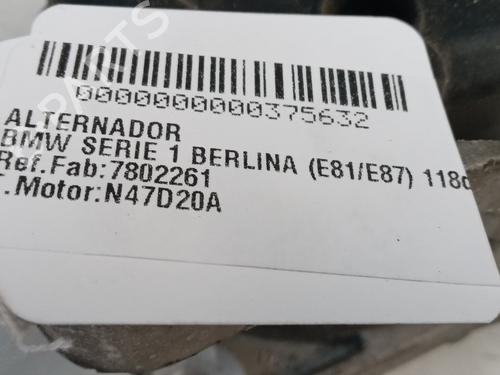 0000000000375632
ALTERNADOR
BMW SERIE 1 BERLINA (E81/E87) 118d
Ref.Fab:7802261
.Motor:N47D20A